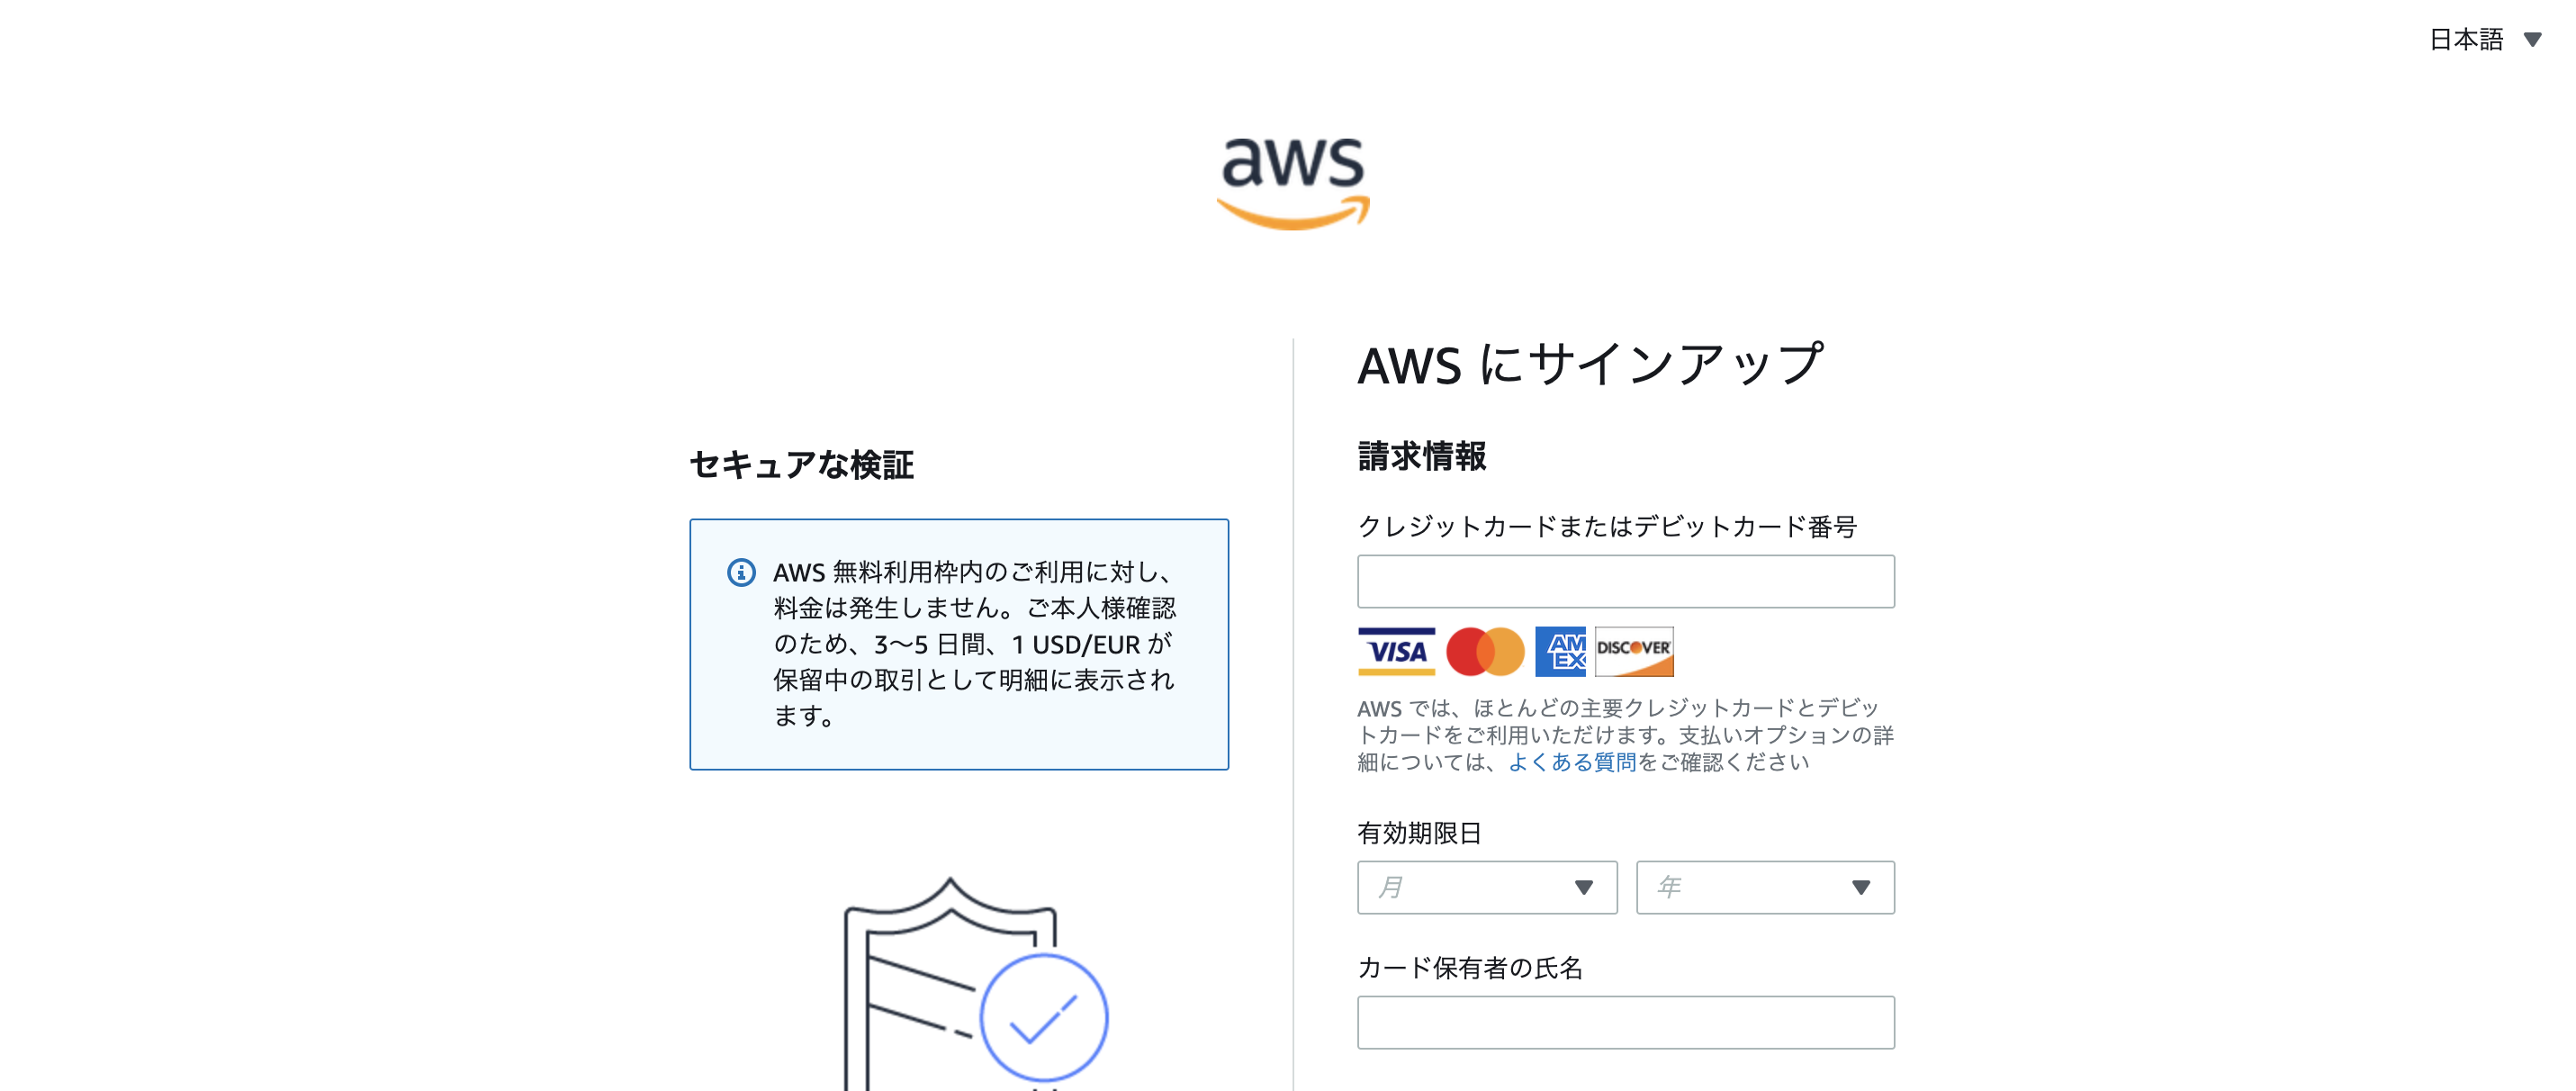 日本語
aws
セキュアな検証
AWS 無料利用枠内のご利用に対し、
料金は発生しません。ご本人様確認
のため、3〜5 日間、1 USD/EUR が
保留中の取引として明細に表示され
ます。
AWS にサインアップ
請求情報
クレジットカードまたはデビットカード番号
VISA
AM
EX
DISCOVER
AWS では、ほとんどの主要クレジットカードとデビッ
トカードをご利用いただけます。支払いオプションの詳
細については、よくある質問をご確認ください
有効期限日
月
年
カード保有者の氏名